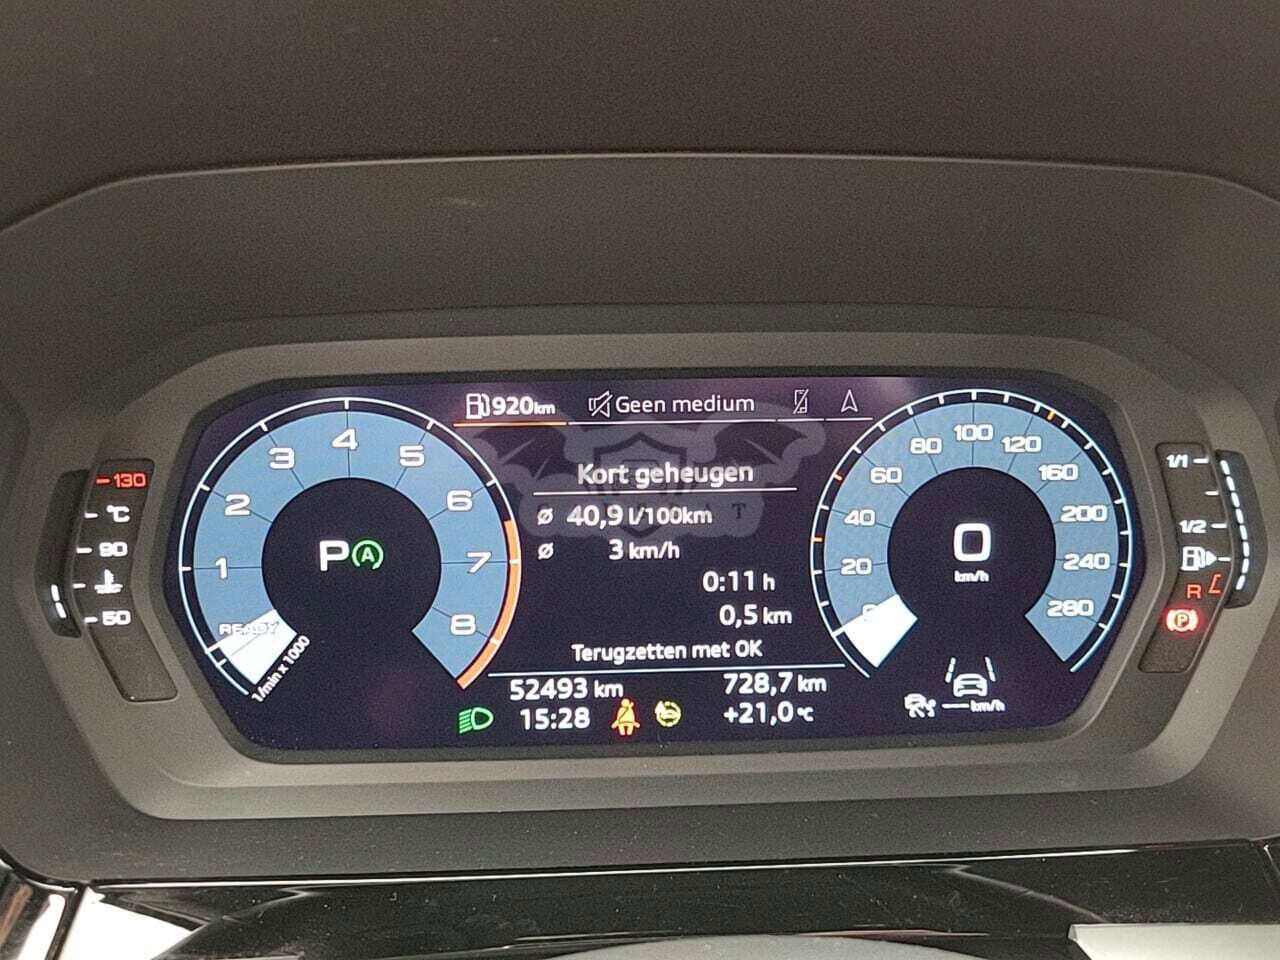 920km
Geen medium
Kort geheugen
Ø 40,9 l/100km
Ø 3 km/h
0:11 h
0,5 km
Terugzetten met OK
52493 km
728,7 km
15:28
+21,0 °C
1
2
3
4
5
6
7
8
READY
1/min x 1000
P
A
20
40
60
80
100
120
160
200
240
280
0
km/h
--- km/h
130
°C
90
50
1/1
1/2
R
P